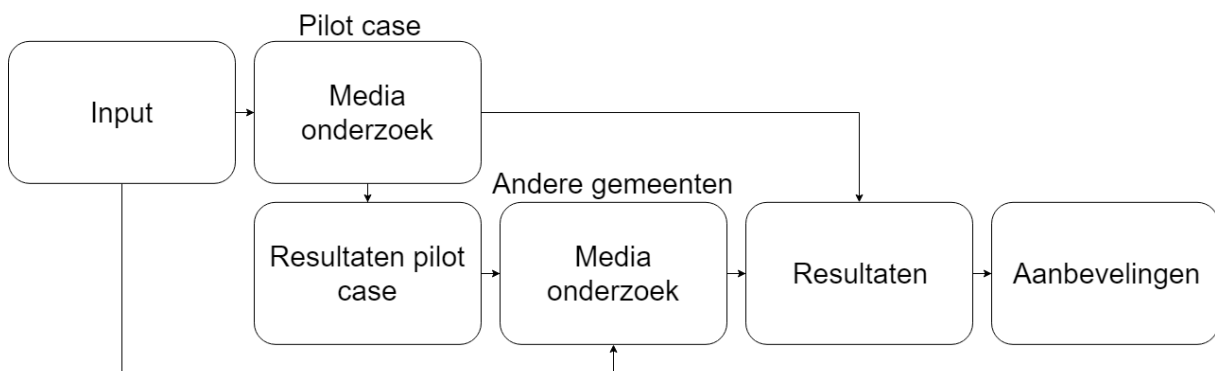 Pilot case
Input
Media
onderzoek
Andere gemeenten
Resultaten pilot
case
Media
onderzoek
Resultaten
Aanbevelingen